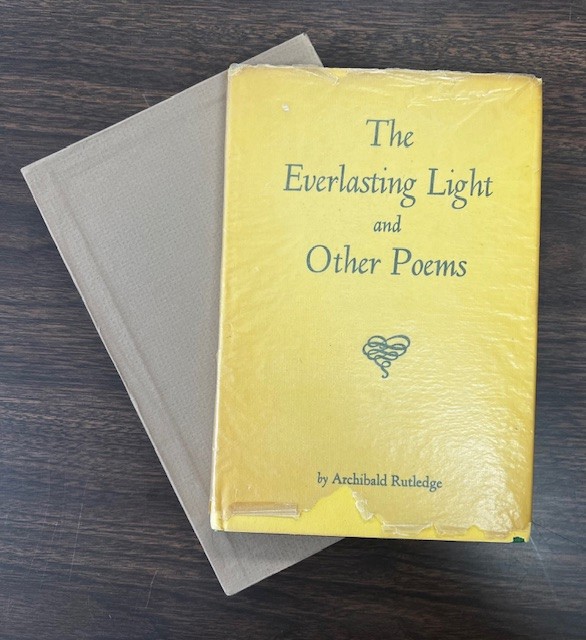 The
Everlasting Light
and
Other Poems
by Archibald Rutledge